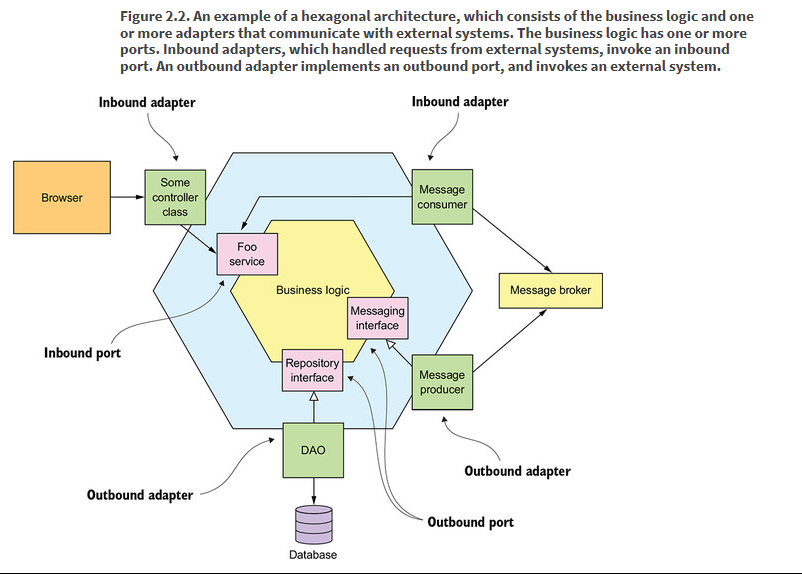 Figure 2.2. An example of a hexagonal architecture, which consists of the business logic and one
or more adapters that communicate with external systems. The business logic has one or more
ports. Inbound adapters, which handled requests from external systems, invoke an inbound
port. An outbound adapter implements an outbound port, and invokes an external system.
Inbound adapter
Inbound adapter
Browser
Some
controller
class
Message
consumer
Foo
service
Business logic
Message broker
Messaging
interface
Inbound port
Repository
interface
Message
producer
DAO
Outbound adapter
Outbound adapter
Outbound port
Database